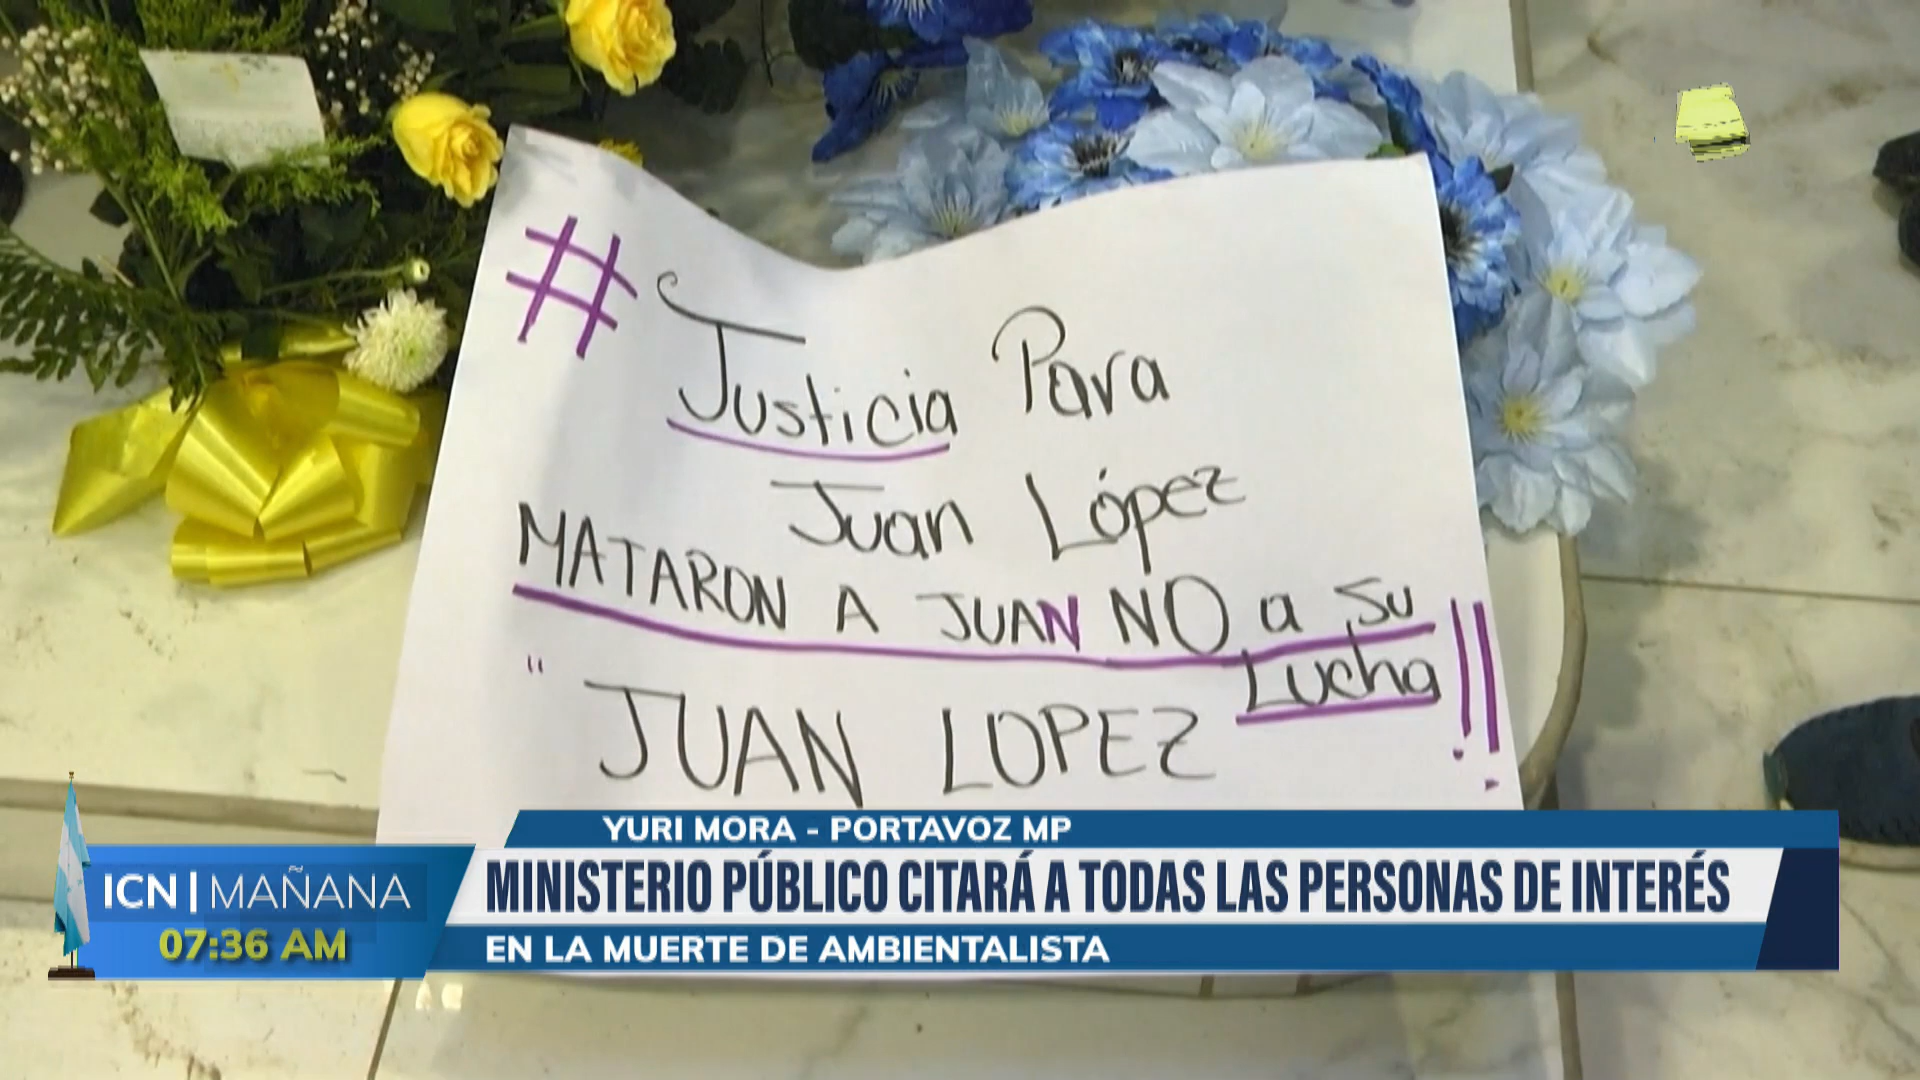 # Justicia Para
Juan López
MATARON A JUAN NO a Su
Lucha !!
" JUAN LOPEZ
YURI MORA - PORTAVOZ MP
MINISTERIO PÚBLICO CITARÁ A TODAS LAS PERSONAS DE INTERÉS
EN LA MUERTE DE AMBIENTALISTA
ICN | MAÑANA
07:36 AM